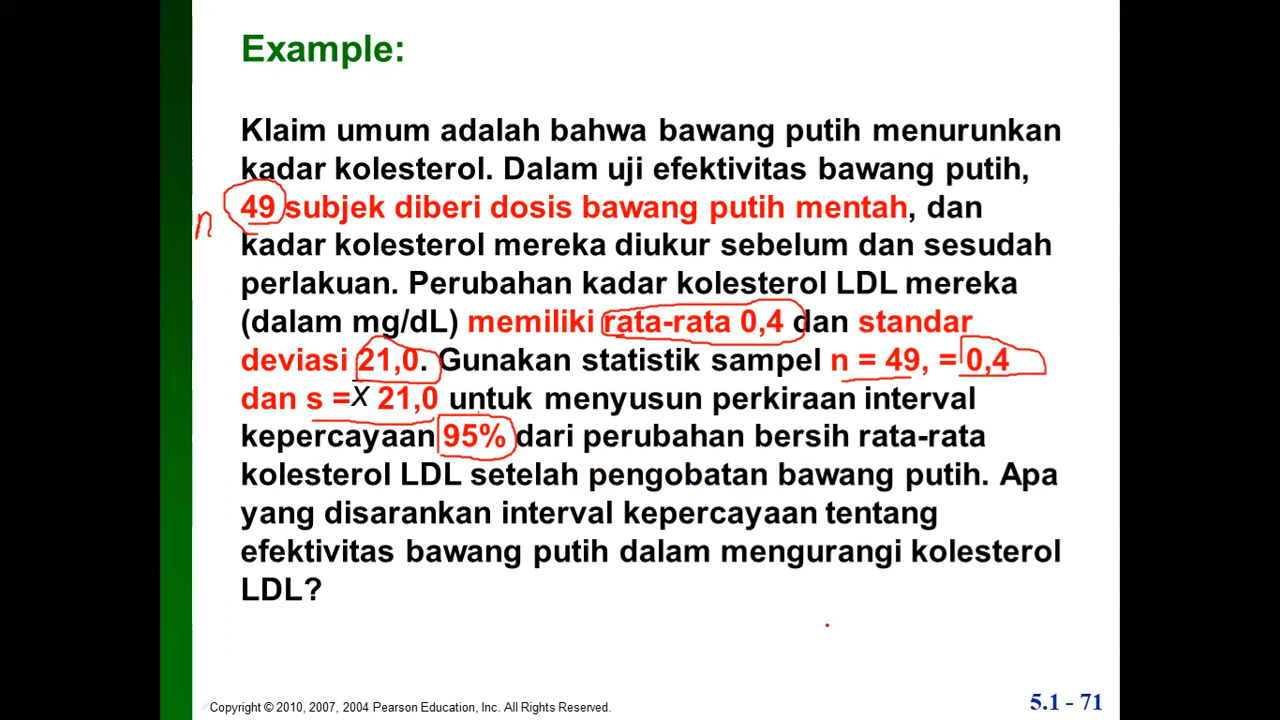 Example:
Klaim umum adalah bahwa bawang putih menurunkan
kadar kolesterol. Dalam uji efektivitas bawang putih,
n 49 subjek diberi dosis bawang putih mentah, dan
kadar kolesterol mereka diukur sebelum dan sesudah
perlakuan. Perubahan kadar kolesterol LDL mereka
(dalam mg/dL) memiliki rata-rata 0,4 dan standar
deviasi 21,0. Gunakan statistik sampel n = 49, = 0,4
dan s = x 21,0 untuk menyusun perkiraan interval
kepercayaan 95% dari perubahan bersih rata-rata
kolesterol LDL setelah pengobatan bawang putih. Apa
yang disarankan interval kepercayaan tentang
efektivitas bawang putih dalam mengurangi kolesterol
LDL?
Copyright © 2010, 2007, 2004 Pearson Education, Inc. All Rights Reserved.
5.1 - 71